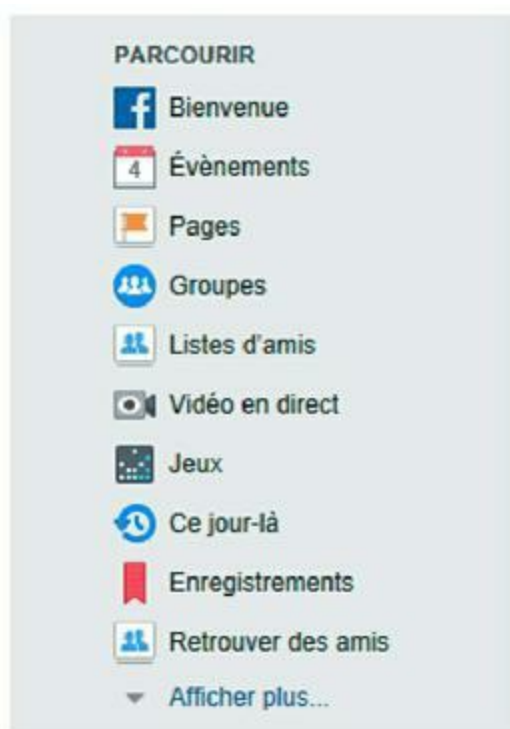 PARCOURIR
Bienvenue
4
Évènements
Pages
Groupes
Listes d'amis
Vidéo en direct
Jeux
Ce jour-là
Enregistrements
Retrouver des amis
Afficher plus...